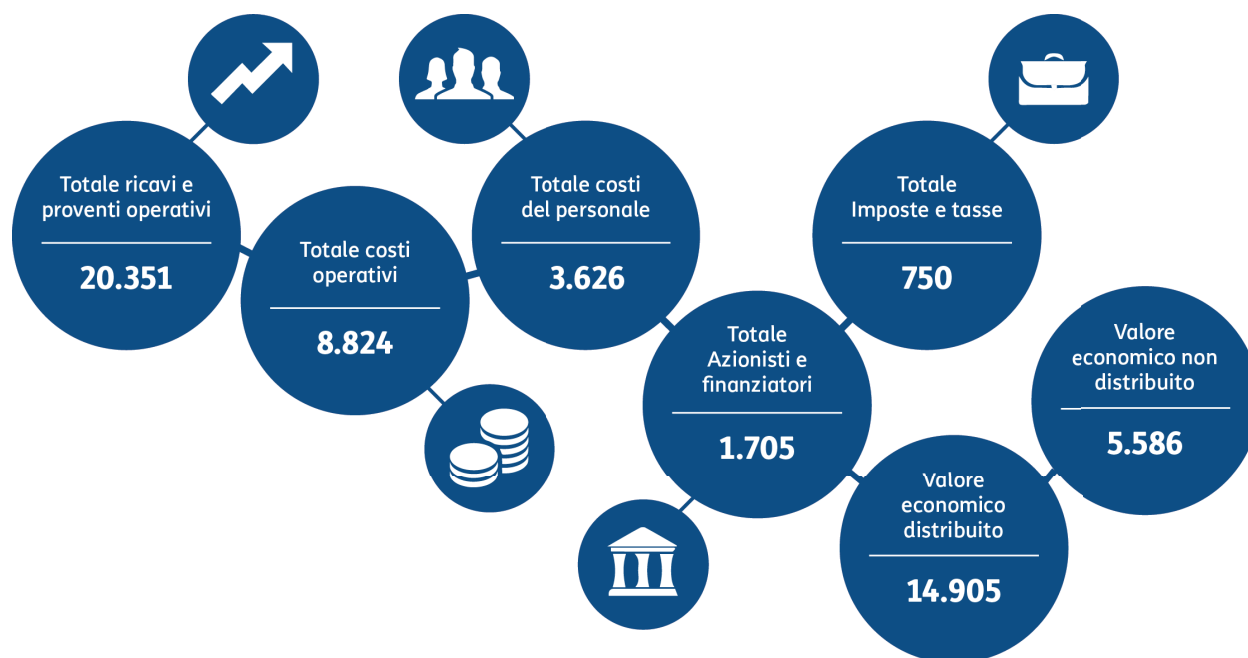 Totale ricavi e
proventi operativi
20.351
Totale costi
operativi
8.824
Totale costi
del personale
3.626
Totale
Azionisti e
finanziatori
1.705
Totale
Imposte e tasse
750
Valore
economico
distribuito
14.905
Valore
economico non
distribuito
5.586